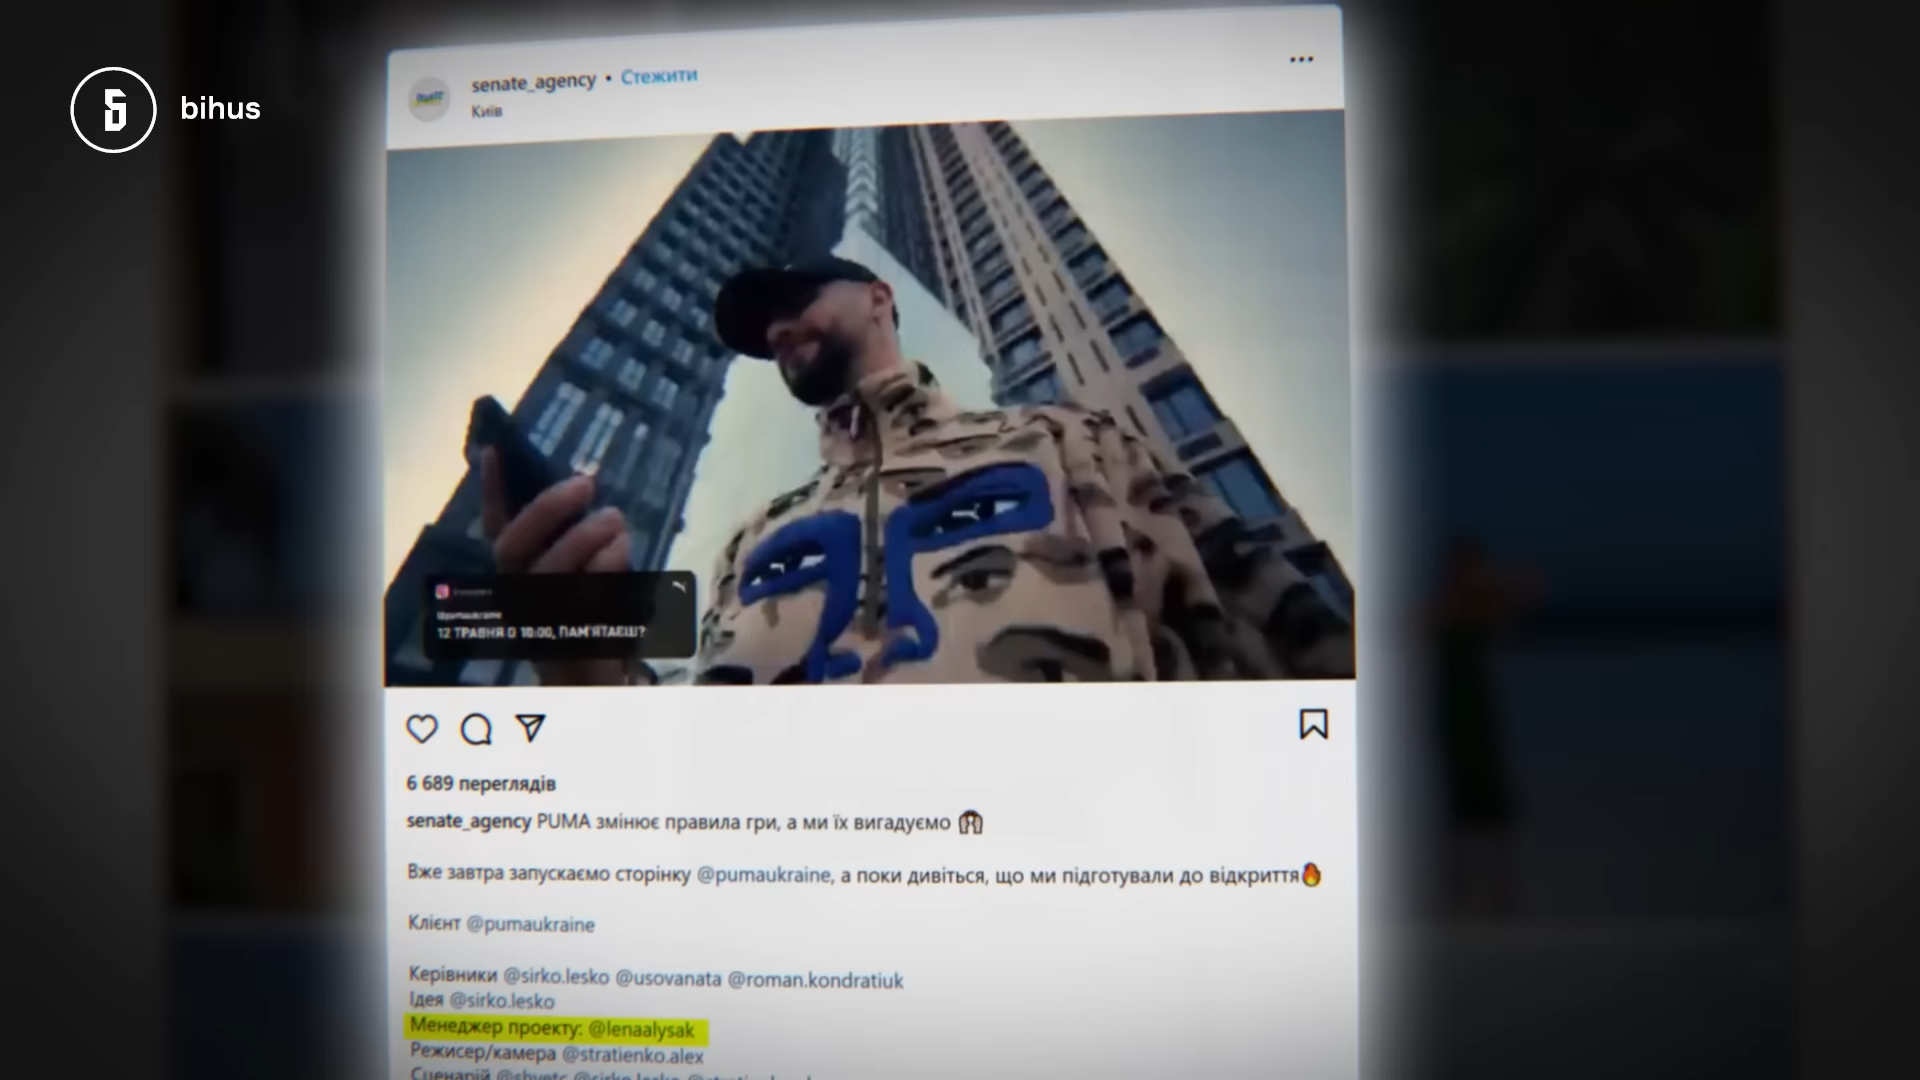 bihus
senate_agency • Стежити
Київ
12 ТРАВНЯ О 10:00, ПАМ'ЯТАЄШ?
6 689 переглядів
senate_agency PUMA змінює правила гри, а ми їх вигадуємо
Вже завтра запускаємо сторінку @pumaukraine, а поки дивіться, що ми підготували до відкриття
Клієнт @pumaukraine
Керівники @sirko.lesko @usovanata @roman.kondratiuk
Ідея @sirko.lesko
Менеджер проекту: @lenaalysak
Режисер/камера @stratienko.alex